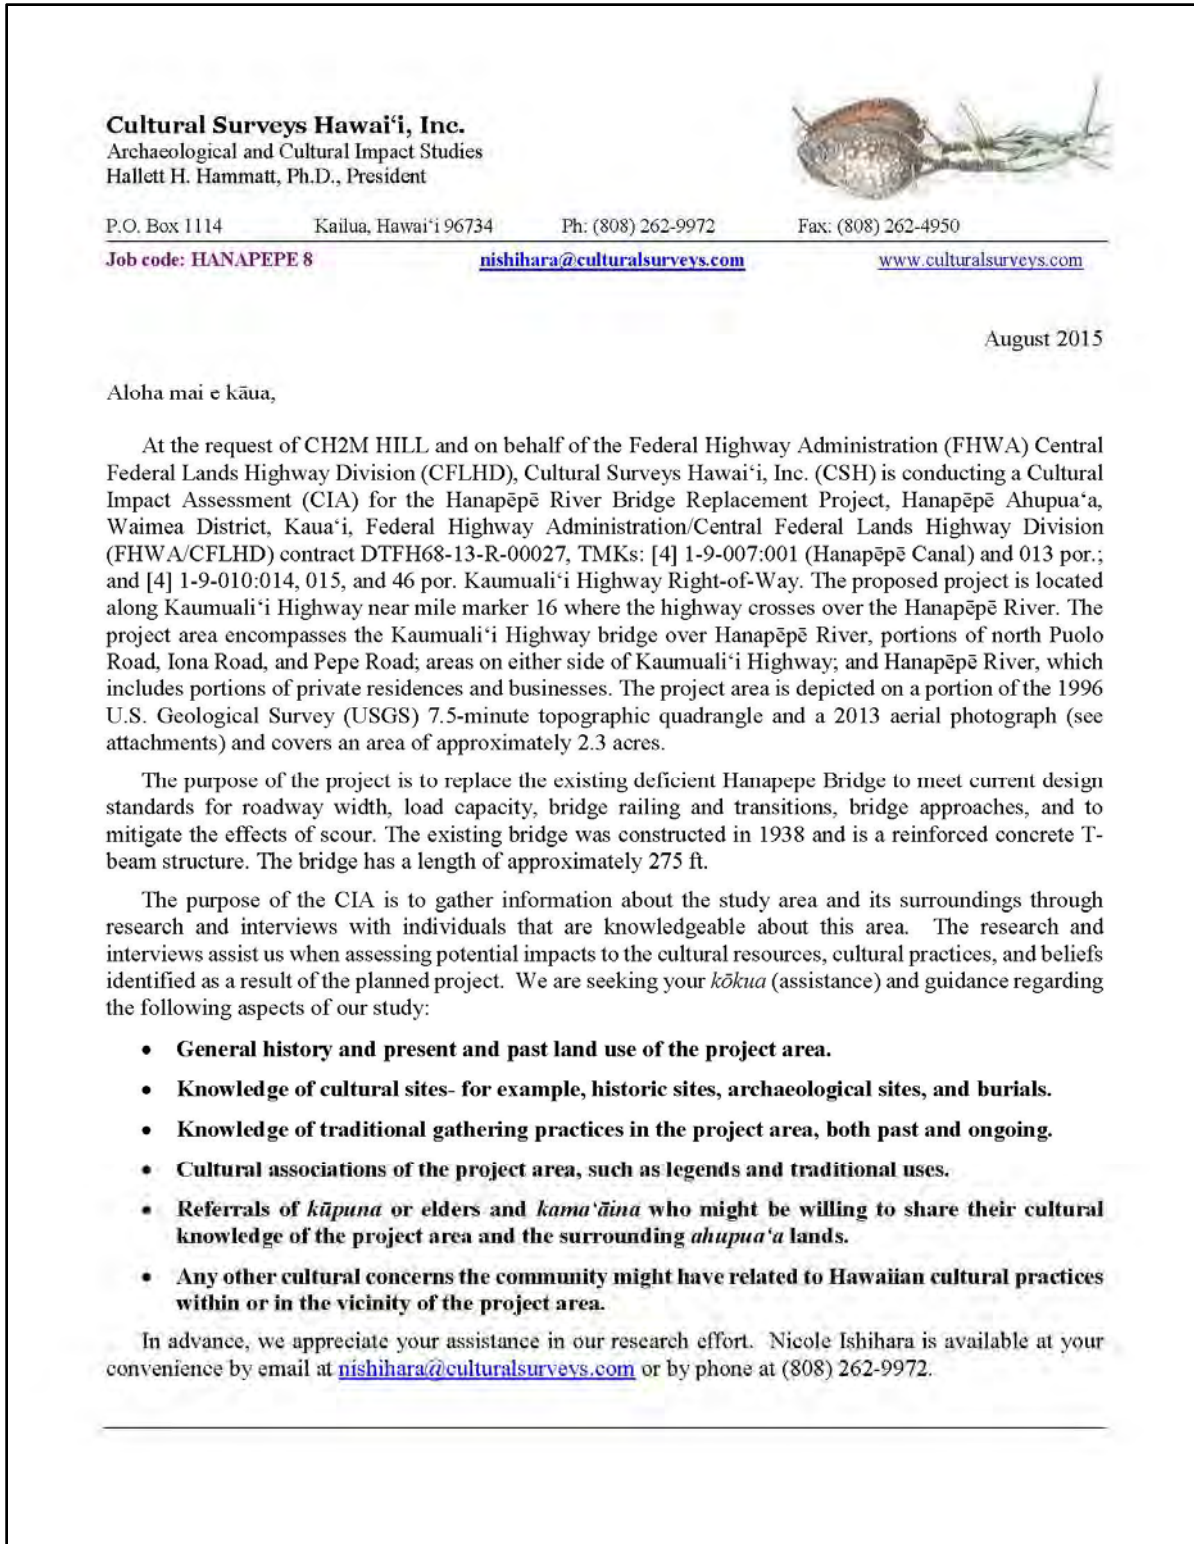 Cultural Surveys Hawaiʻi, Inc.
Archaeological and Cultural Impact Studies
Hallett H. Hammatt, Ph.D., President
P.O. Box 1114 Kailua, Hawaiʻi 96734 Ph: (808) 262-9972 Fax: (808) 262-4950
Job code: HANAPEPE 8 nishihara@culturalsurveys.com www.culturalsurveys.com
August 2015
Aloha mai e kāua,
At the request of CH2M HILL and on behalf of the Federal Highway Administration (FHWA) Central
Federal Lands Highway Division (CFLHD), Cultural Surveys Hawaiʻi, Inc. (CSH) is conducting a Cultural
Impact Assessment (CIA) for the Hanapēpē River Bridge Replacement Project, Hanapēpē Ahupuaʻa,
Waimea District, Kauaʻi, Federal Highway Administration/Central Federal Lands Highway Division
(FHWA/CFLHD) contract DTFH68-13-R-00027, TMKs: [4] 1-9-007:001 (Hanapēpē Canal) and 013 por.;
and [4] 1-9-010:014, 015, and 46 por. Kaumualiʻi Highway Right-of-Way. The proposed project is located
along Kaumualiʻi Highway near mile marker 16 where the highway crosses over the Hanapēpē River. The
project area encompasses the Kaumualiʻi Highway bridge over Hanapēpē River, portions of north Puolo
Road, Iona Road, and Pepe Road; areas on either side of Kaumualiʻi Highway; and Hanapēpē River, which
includes portions of private residences and businesses. The project area is depicted on a portion of the 1996
U.S. Geological Survey (USGS) 7.5-minute topographic quadrangle and a 2013 aerial photograph (see
attachments) and covers an area of approximately 2.3 acres.
The purpose of the project is to replace the existing deficient Hanapepe Bridge to meet current design
standards for roadway width, load capacity, bridge railing and transitions, bridge approaches, and to
mitigate the effects of scour. The existing bridge was constructed in 1938 and is a reinforced concrete T-
beam structure. The bridge has a length of approximately 275 ft.
The purpose of the CIA is to gather information about the study area and its surroundings through
research and interviews with individuals that are knowledgeable about this area. The research and
interviews assist us when assessing potential impacts to the cultural resources, cultural practices, and beliefs
identified as a result of the planned project. We are seeking your kōkua (assistance) and guidance regarding
the following aspects of our study:
• General history and present and past land use of the project area.
• Knowledge of cultural sites- for example, historic sites, archaeological sites, and burials.
• Knowledge of traditional gathering practices in the project area, both past and ongoing.
• Cultural associations of the project area, such as legends and traditional uses.
• Referrals of kūpuna or elders and kamaʻāina who might be willing to share their cultural
knowledge of the project area and the surrounding ahupuaʻa lands.
• Any other cultural concerns the community might have related to Hawaiian cultural practices
within or in the vicinity of the project area.
In advance, we appreciate your assistance in our research effort. Nicole Ishihara is available at your
convenience by email at nishihara@culturalsurveys.com or by phone at (808) 262-9972.